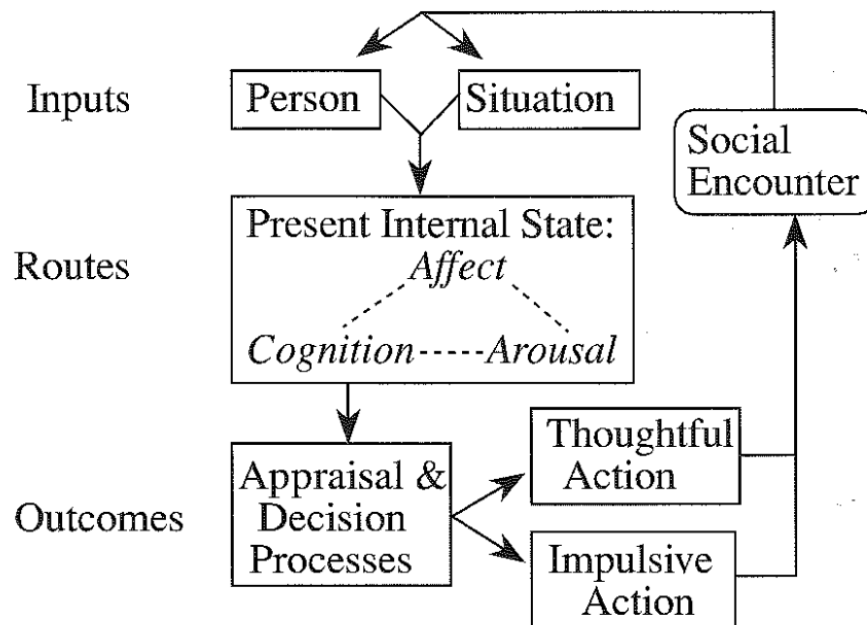 Inputs
Person
Situation
Social
Encounter
Routes
Present Internal State:
Affect
Cognition
Arousal
Outcomes
Appraisal &
Decision
Processes
Thoughtful
Action
Impulsive
Action